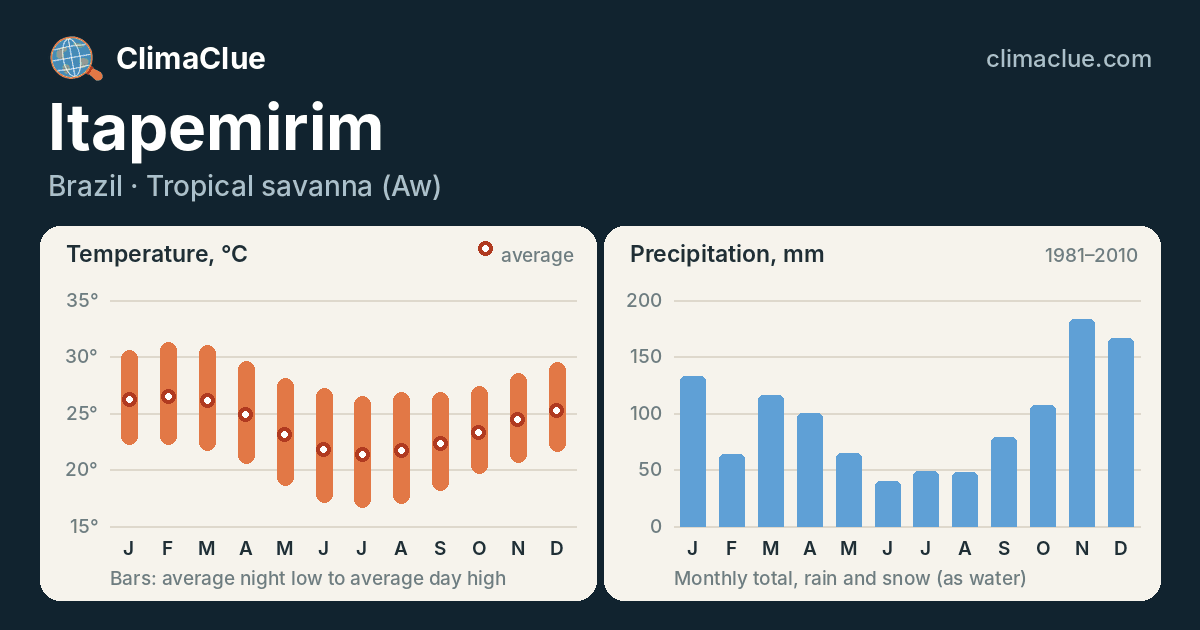 ClimaClue
climaclue.com
Itapemirim
Brazil · Tropical savanna (Aw)
Temperature, °C
average
35°
30°
25°
20°
15°
J F M A M J J A S O N D
Bars: average night low to average day high
Precipitation, mm
1981–2010
200
150
100
50
0
J F M A M J J A S O N D
Monthly total, rain and snow (as water)